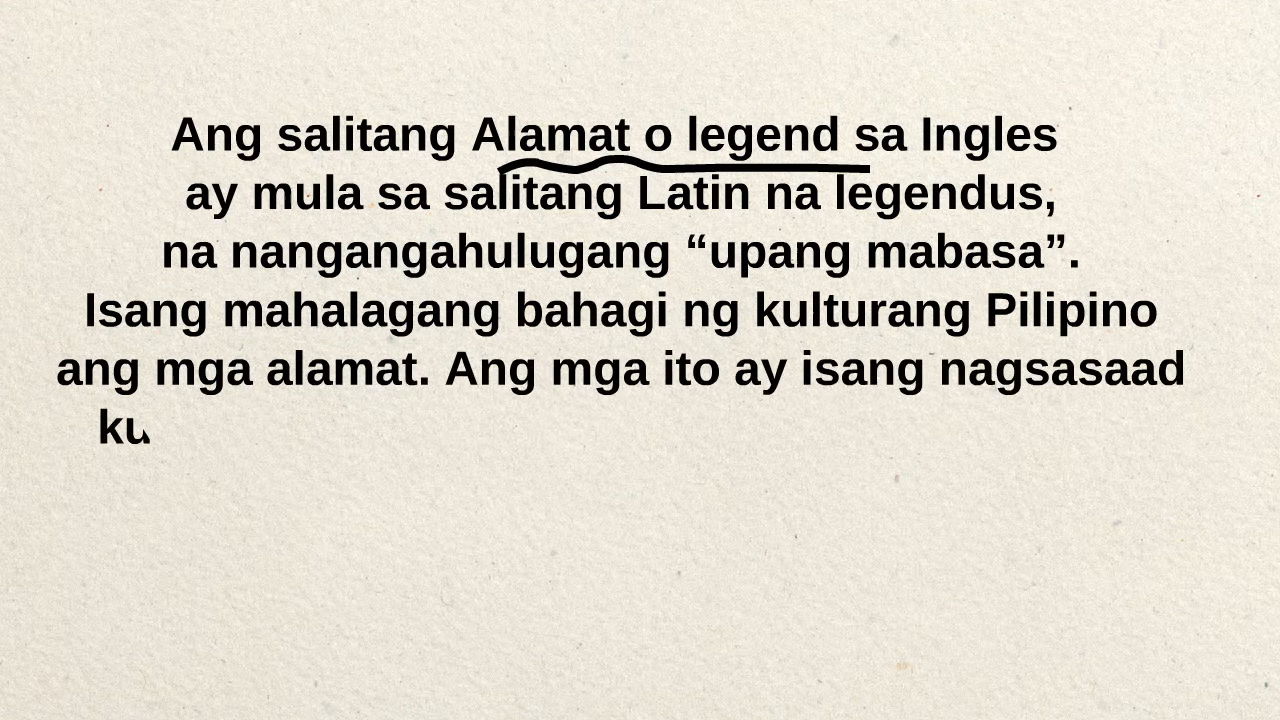 Ang salitang Alamat o legend sa Ingles
ay mula sa salitang Latin na legendus,
na nangangahulugang “upang mabasa”.
Isang mahalagang bahagi ng kulturang Pilipino
ang mga alamat. Ang mga ito ay isang nagsasaad